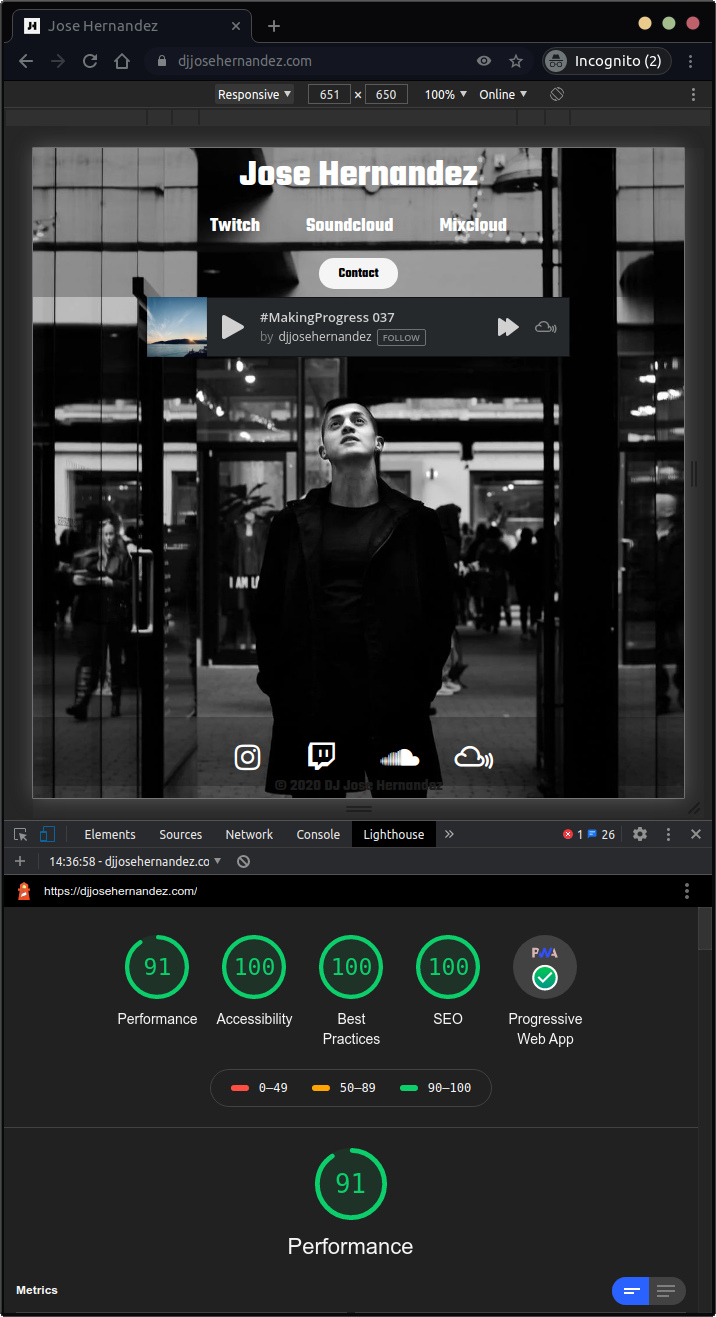 Jose Hernandez
djjosehernandez.com
Incognito (2)
Responsive 651 × 650 100% Online
Jose Hernandez
Twitch Soundcloud Mixcloud
Contact
#MakingProgress 037
by djjosehernandez FOLLOW
I AM LO
© 2020 DJ Jose Hernandez
Elements Sources Network Console Lighthouse » 1 26
14:36:58 - djjosehernandez.co
https://djjosehernandez.com/
91 100 100 100 PWA
Performance Accessibility Best Practices SEO Progressive Web App
0–49 50–89 90–100
91
Performance
Metrics